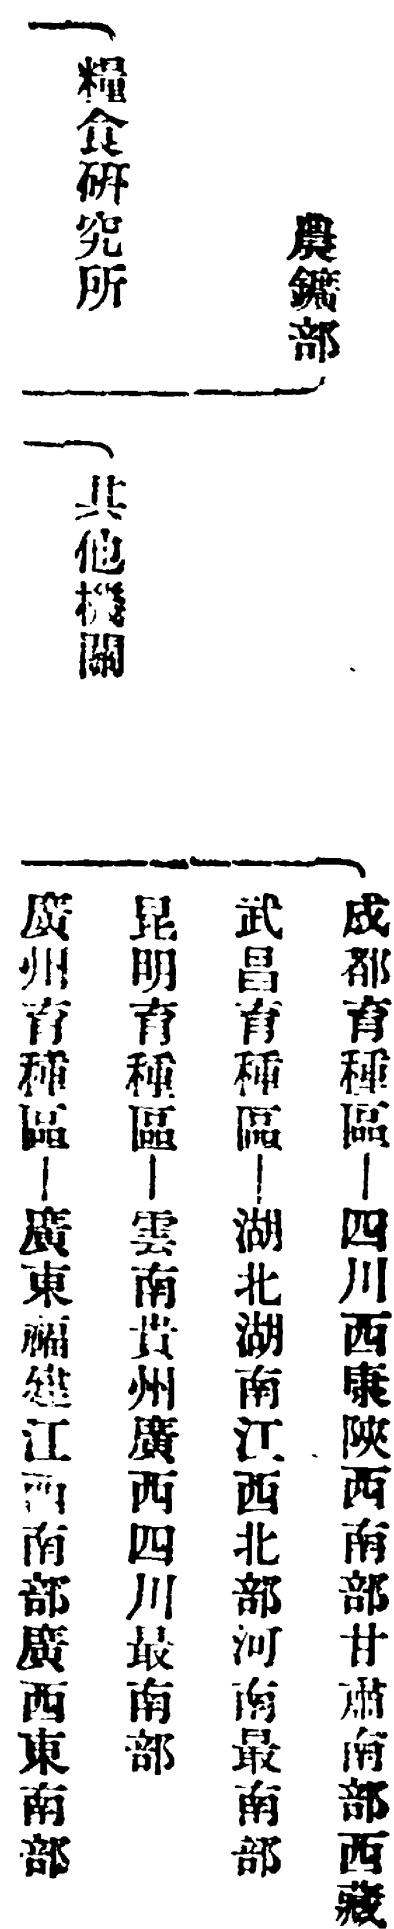 農鑛部
糧食研究所
其他機關
成都育種區—四川西康陝西南部甘肅南部西藏
武昌育種區—湖北湖南江西北部河南最南部
昆明育種區—雲南貴州廣西四川最南部
廣州育種區—廣東福建江西南部廣西東南部